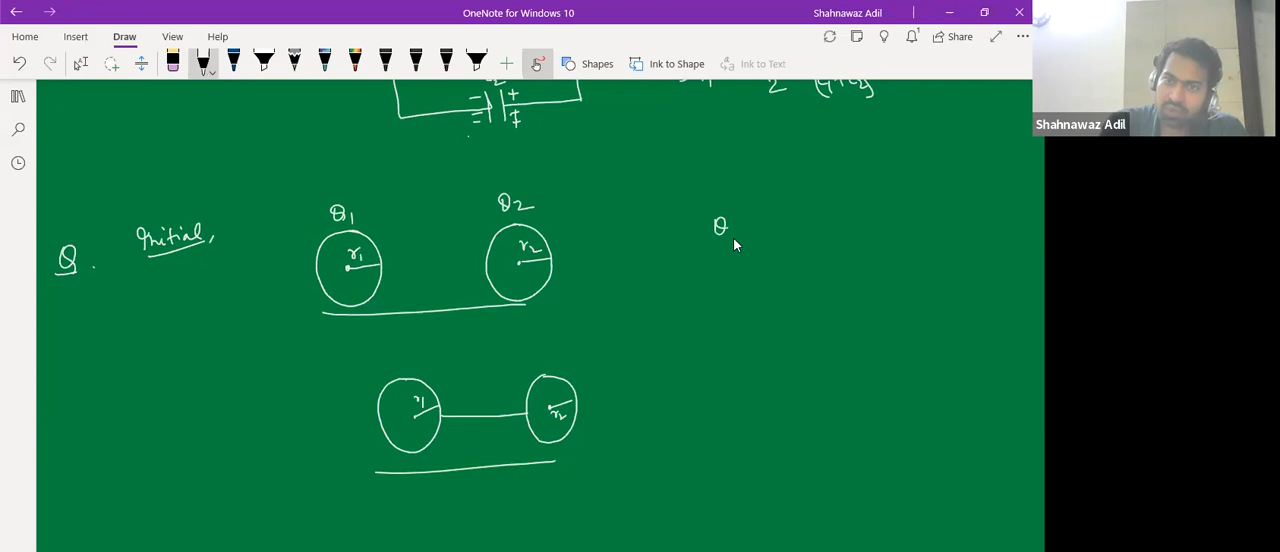 OneNote for Windows 10
Shahnawaz Adil
Home Insert Draw View Help
Share
Shapes Ink to Shape Ink to Text
Shahnawaz Adil
Q. Initial,
Q1
Q2
r1
r2
Q
r1
r2